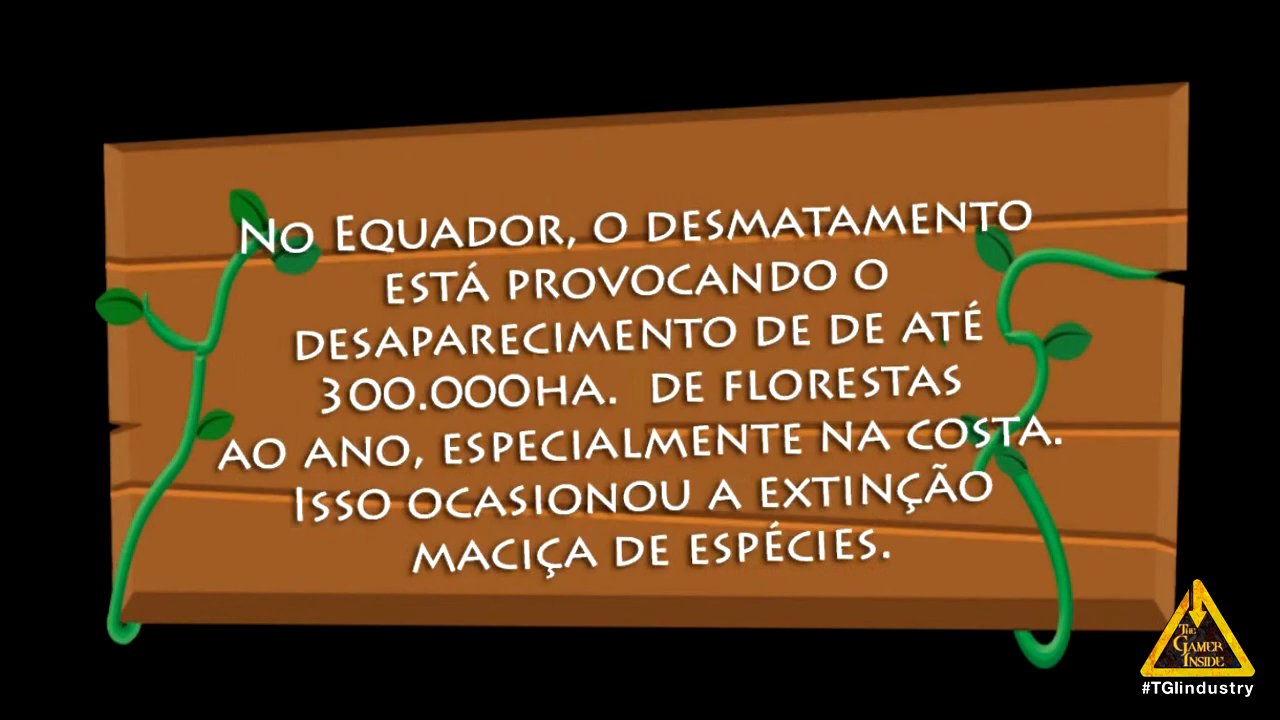 No Equador, o desmatamento
está provocando o
desaparecimento de de até
300.000ha.  de florestas
ao ano, especialmente na costa.
Isso ocasionou a extinção
maciça de espécies.
The
Gamer
Inside
#TGIindustry